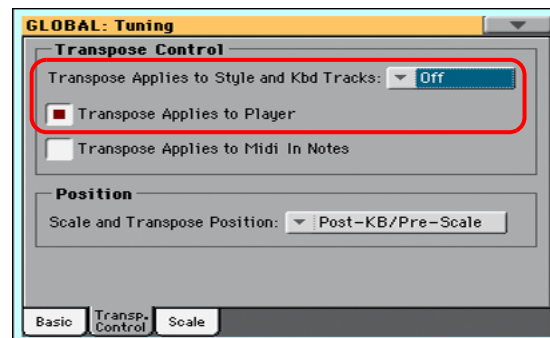 GLOBAL: Tuning
Transpose Control
Transpose Applies to Style and Kbd Tracks: Off
Transpose Applies to Player
Transpose Applies to Midi In Notes
Position
Scale and Transpose Position: Post-KB/Pre-Scale
Basic
Transp.
Control
Scale